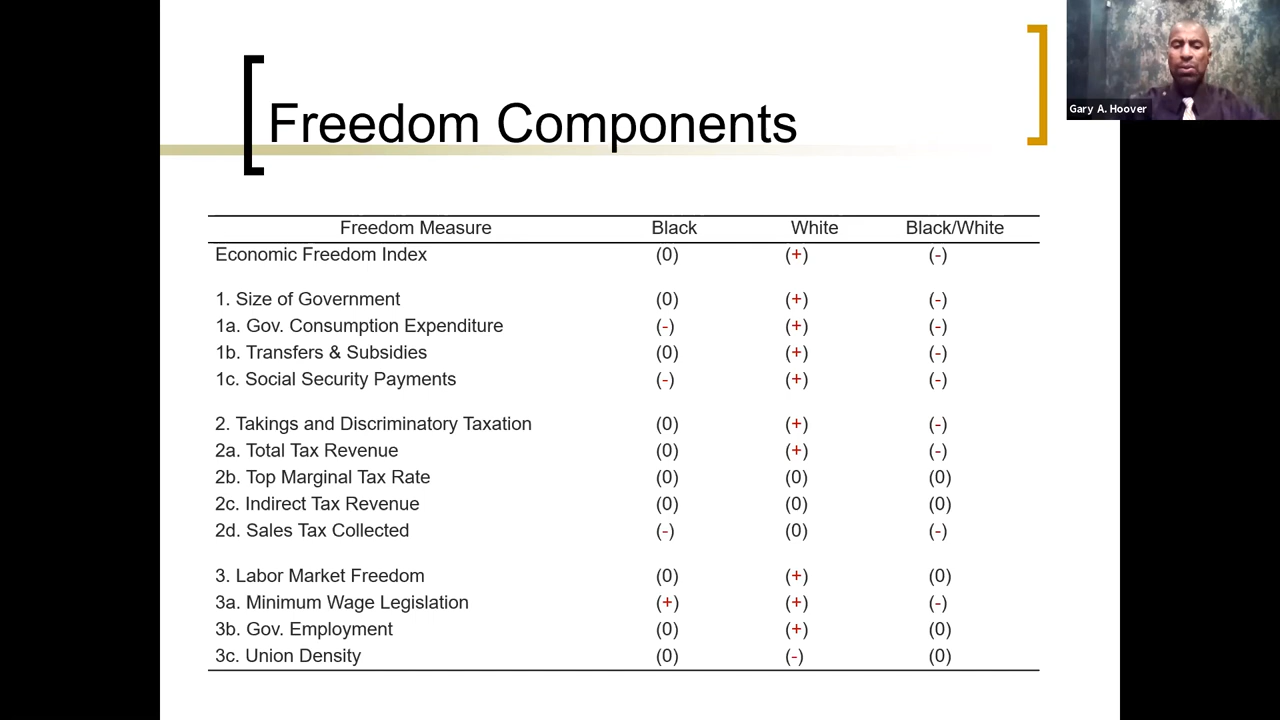 Freedom Components
Gary A. Hoover
Freedom Measure Black White Black/White
Economic Freedom Index (0) (+) (-)
1. Size of Government (0) (+) (-)
1a. Gov. Consumption Expenditure (-) (+) (-)
1b. Transfers & Subsidies (0) (+) (-)
1c. Social Security Payments (-) (+) (-)
2. Takings and Discriminatory Taxation (0) (+) (-)
2a. Total Tax Revenue (0) (+) (-)
2b. Top Marginal Tax Rate (0) (0) (0)
2c. Indirect Tax Revenue (0) (0) (0)
2d. Sales Tax Collected (-) (0) (-)
3. Labor Market Freedom (0) (+) (0)
3a. Minimum Wage Legislation (+) (+) (-)
3b. Gov. Employment (0) (+) (0)
3c. Union Density (0) (-) (0)